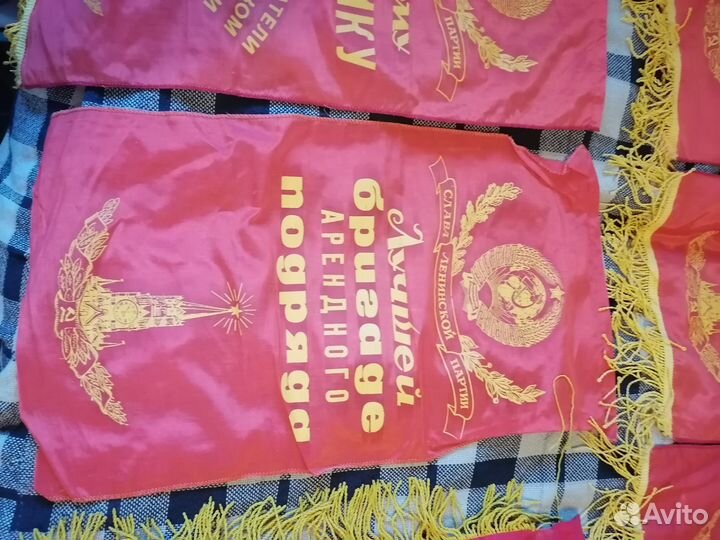 СЛАВА ЛЕНИНСКОЙ ПАРТИИ
Лучшей
бригаде
АРЕНДНОГО
подряда
ПАРТИИ
Avito